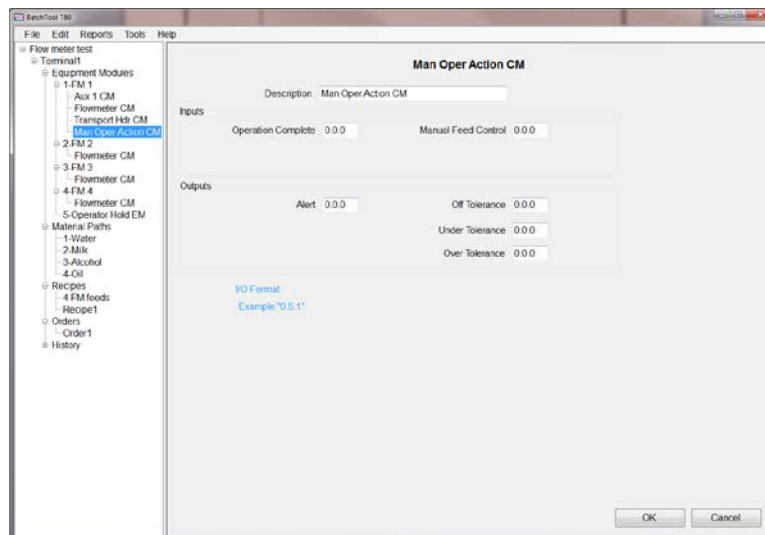 BatchTool 780
File Edit Reports Tools Help
Flow meter test
Terminal1
Equipment Modules
1-FM 1
Aux 1 CM
Flowmeter CM
Transport Hdr CM
Man Oper Action CM
2-FM 2
Flowmeter CM
3-FM 3
Flowmeter CM
4-FM 4
Flowmeter CM
5-Operator Hold EM
Material Paths
1-Water
2-Milk
3-Alcohol
4-Oil
Recipes
4 FM feeds
Recipe1
Orders
Order1
History
Man Oper Action CM
Description Man Oper Action CM
Inputs
Operation Complete 0.0.0 Manual Feed Control 0.0.0
Outputs
Alert 0.0.0 Off Tolerance 0.0.0
Under Tolerance 0.0.0
Over Tolerance 0.0.0
I/O Format
Example:"0.5.1"
OK Cancel